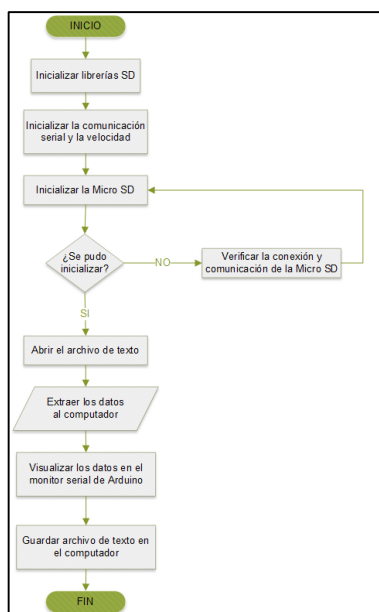 INICIO
Inicializar librerías SD
Inicializar la comunicación
serial y la velocidad
Inicializar la Micro SD
¿Se pudo
inicializar?
NO
Verificar la conexión y
comunicación de la Micro SD
SI
Abrir el archivo de texto
Extraer los datos
al computador
Visualizar los datos en el
monitor serial de Arduino
Guardar archivo de texto en
el computador
FIN